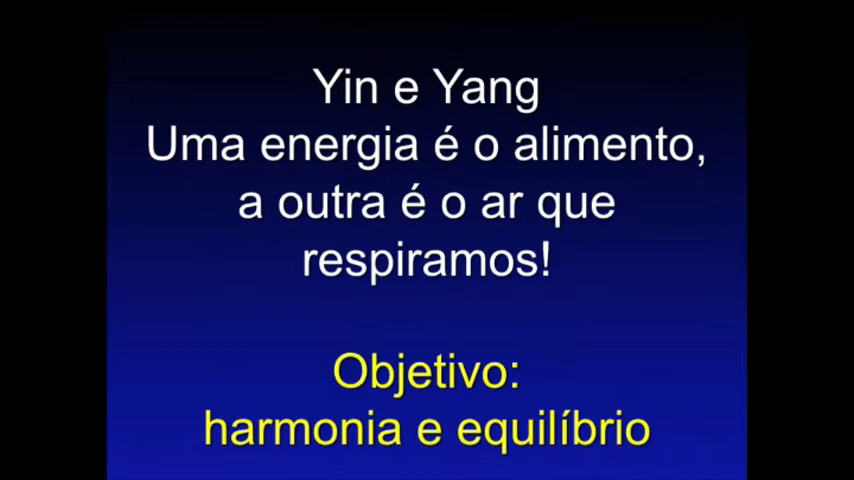 Yin e Yang
Uma energia é o alimento,
a outra é o ar que
respiramos!
Objetivo:
harmonia e equilíbrio